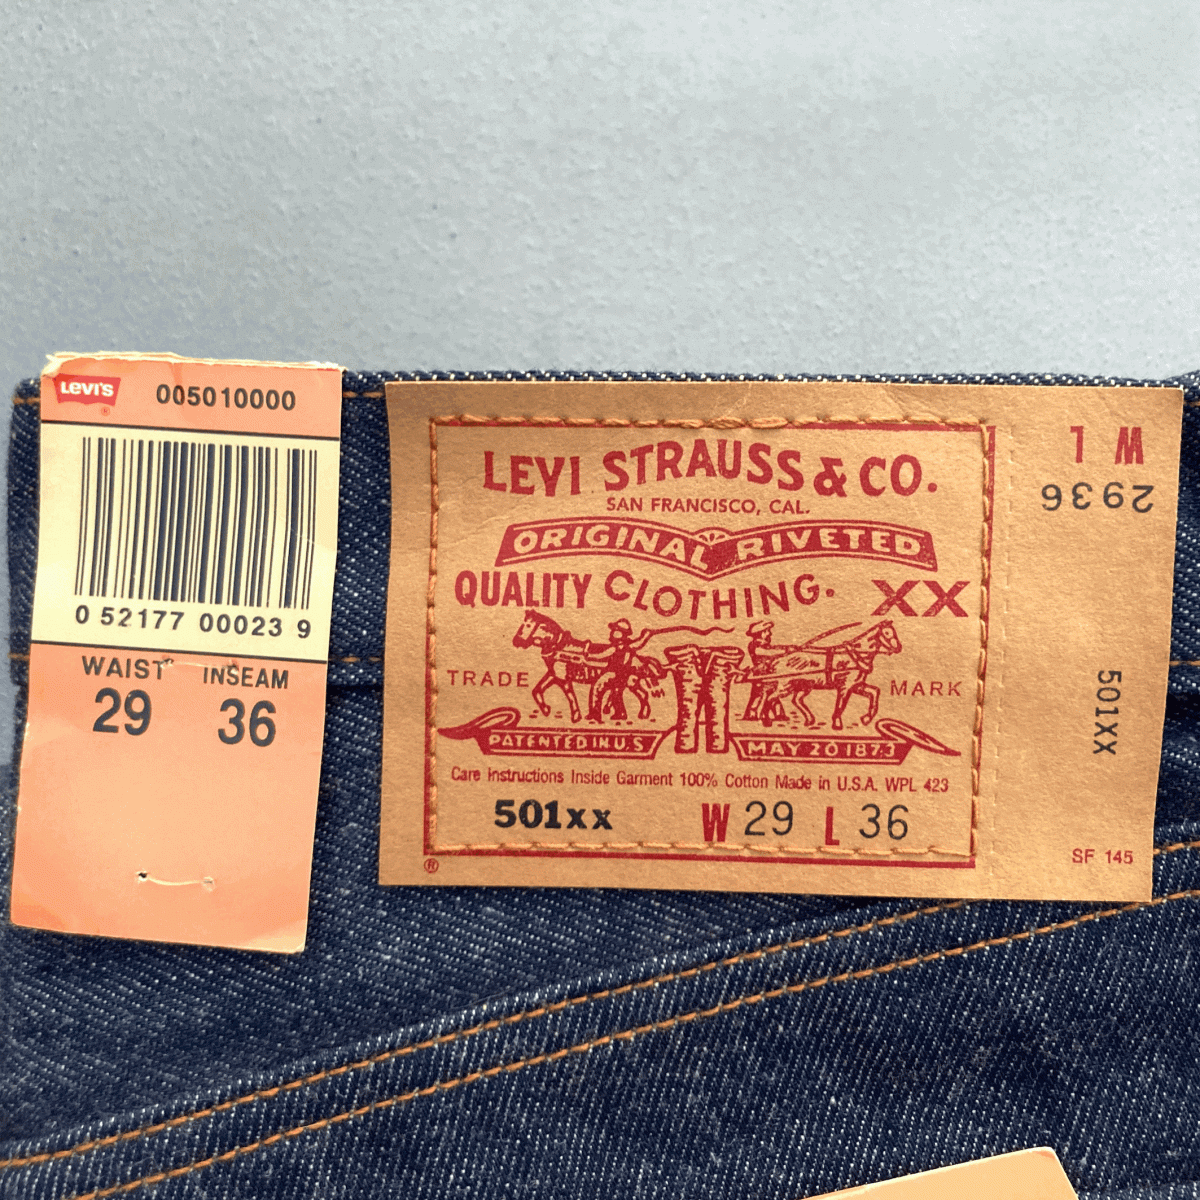 LEVI'S
®
005010000
0 52177 00023 9
WAIST INSEAM
29 36
LEVI STRAUSS & CO.
SAN FRANCISCO, CAL.
ORIGINAL RIVETED
QUALITY CLOTHING. XX
TRADE MARK
PATENTED IN U.S MAY 20 1873
Care Instructions Inside Garment 100% Cotton Made in U.S.A. WPL 423
501xx W 29 L 36
®
W L
2936
501XX
SF 145